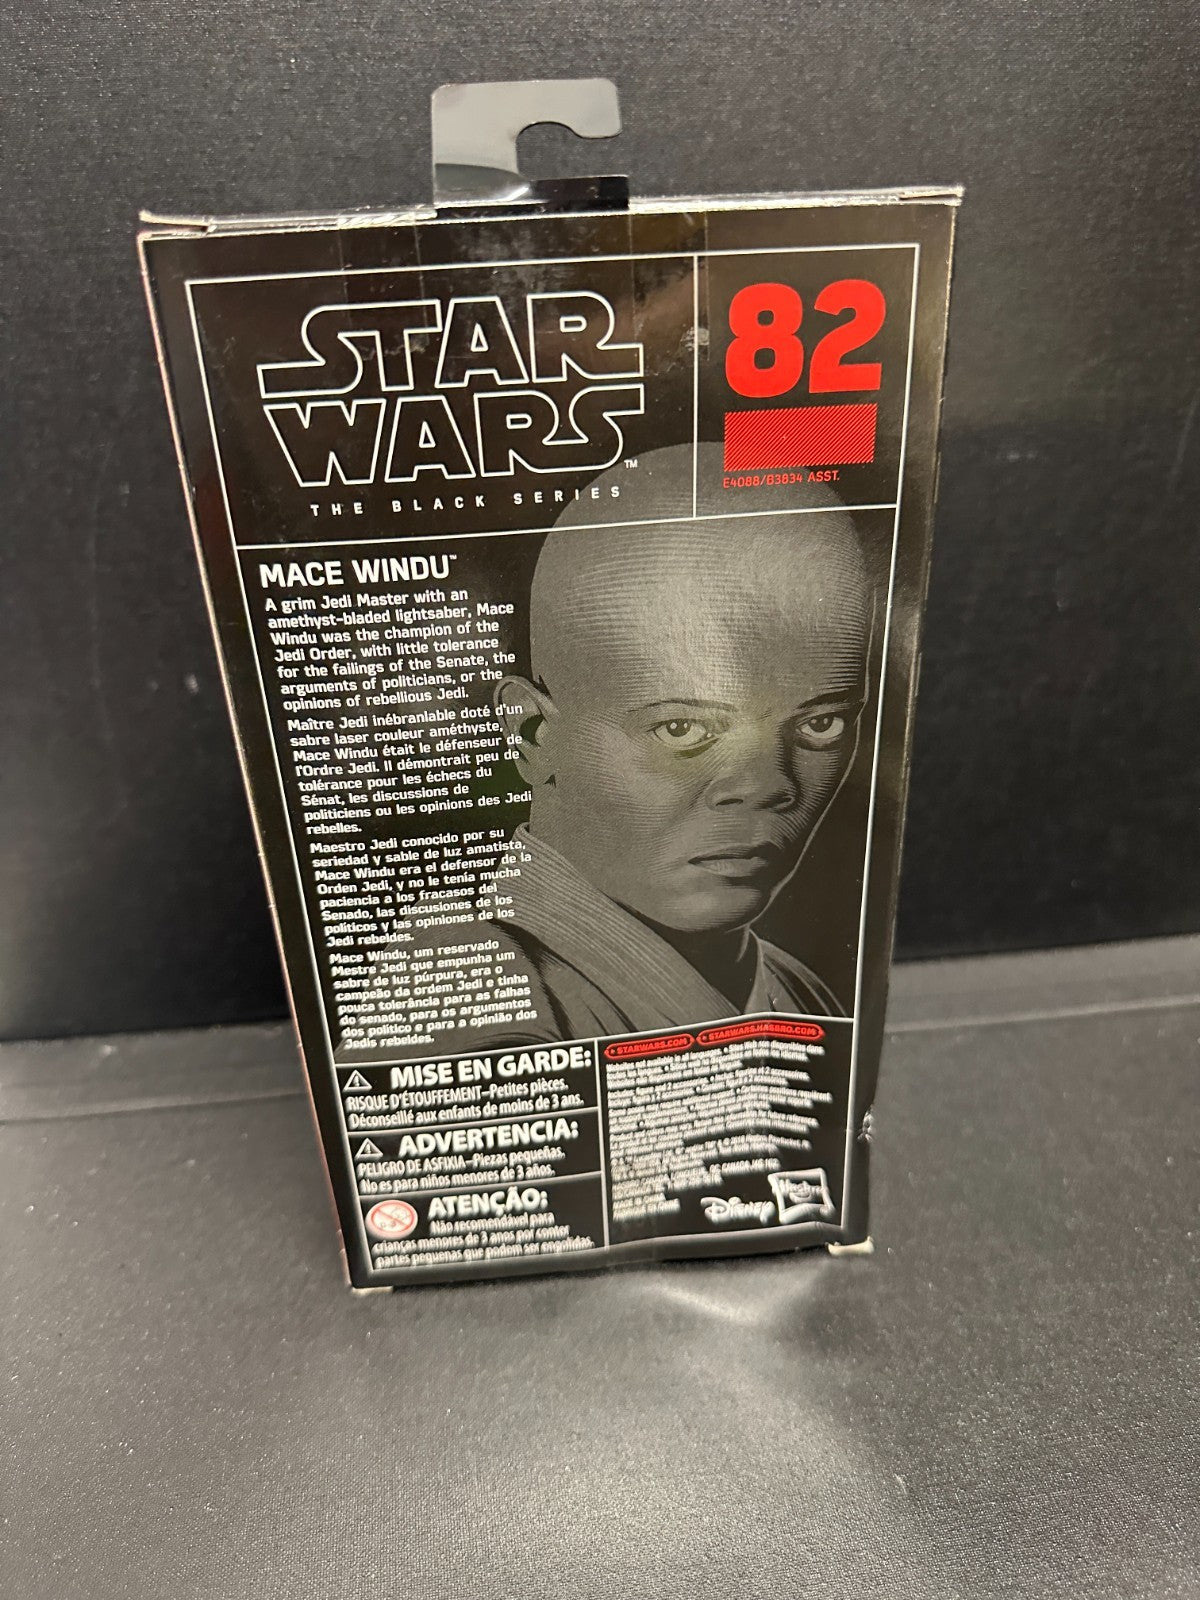 STAR
WARS™
THE BLACK SERIES
82
E4088/B3834 ASST.
MACE WINDU™
A grim Jedi Master with an
amethyst-bladed lightsaber, Mace
Windu was the champion of the
Jedi Order, with little tolerance
for the failings of the Senate, the
arguments of politicians, or the
opinions of rebellious Jedi.
Maître Jedi inébranlable doté d'un
sabre laser couleur améthyste,
Mace Windu était le défenseur de
l'Ordre Jedi. Il démontrait peu de
tolérance pour les échecs du
Sénat, les discussions de
politiciens ou les opinions des Jedi
rebelles.
Maestro Jedi conocido por su
seriedad y sable de luz amatista,
Mace Windu era el defensor de la
Orden Jedi, y no le tenía mucha
paciencia a los fracasos del
Senado, las discusiones de los
políticos y las opiniones de los
Jedi rebeldes.
Mace Windu, um reservado
Mestre Jedi que empunha um
sabre de luz púrpura, era o
campeão da ordem Jedi e tinha
pouca tolerância para as falhas
do senado, para os argumentos
dos político e para a opinião dos
Jedis rebeldes.
MISE EN GARDE:
RISQUE D'ÉTOUFFEMENT–Petites pièces.
Déconseillé aux enfants de moins de 3 ans.
ADVERTENCIA:
PELIGRO DE ASFIXIA–Piezas pequeñas.
No es para niños menores de 3 años.
ATENÇÃO:
Não recomendável para
crianças menores de 3 anos por conter
partes pequenas que podem ser engolidas.
STARWARS.COM
STARWARS.HASBRO.COM
Websites not available in all languages.
Disney
Hasbro